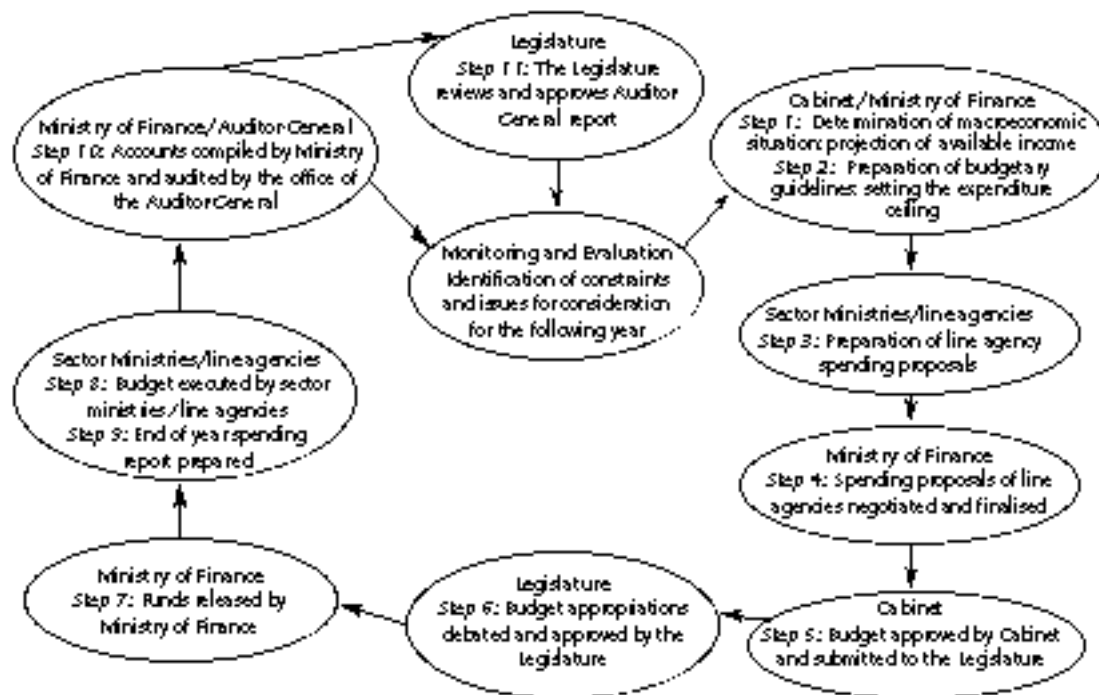 Legislature
Step 11: The Legislature
reviews and approves Auditor
General report
Cabinet/Ministry of Finance
Step 1: Determination of macroeconomic
situation: projection of available income
Step 2: Preparation of budgetary
guidelines: setting the expenditure
ceiling
Ministry of Finance/Auditor-General
Step 10: Accounts compiled by Ministry
of Finance and audited by the office of
the Auditor-General
Monitoring and Evaluation
Identification of constraints
and issues for consideration
for the following year
Sector Ministries/line agencies
Step 3: Preparation of line agency
spending proposals
Sector Ministries/line agencies
Step 8: Budget executed by sector
ministries/line agencies
Step 9: End of year spending
report prepared
Ministry of Finance
Step 4: Spending proposals of line
agencies negotiated and finalised
Ministry of Finance
Step 7: Funds released by
Ministry of Finance
Legislature
Step 6: Budget appropriations
debated and approved by the
Legislature
Cabinet
Step 5: Budget approved by Cabinet
and submitted to the Legislature